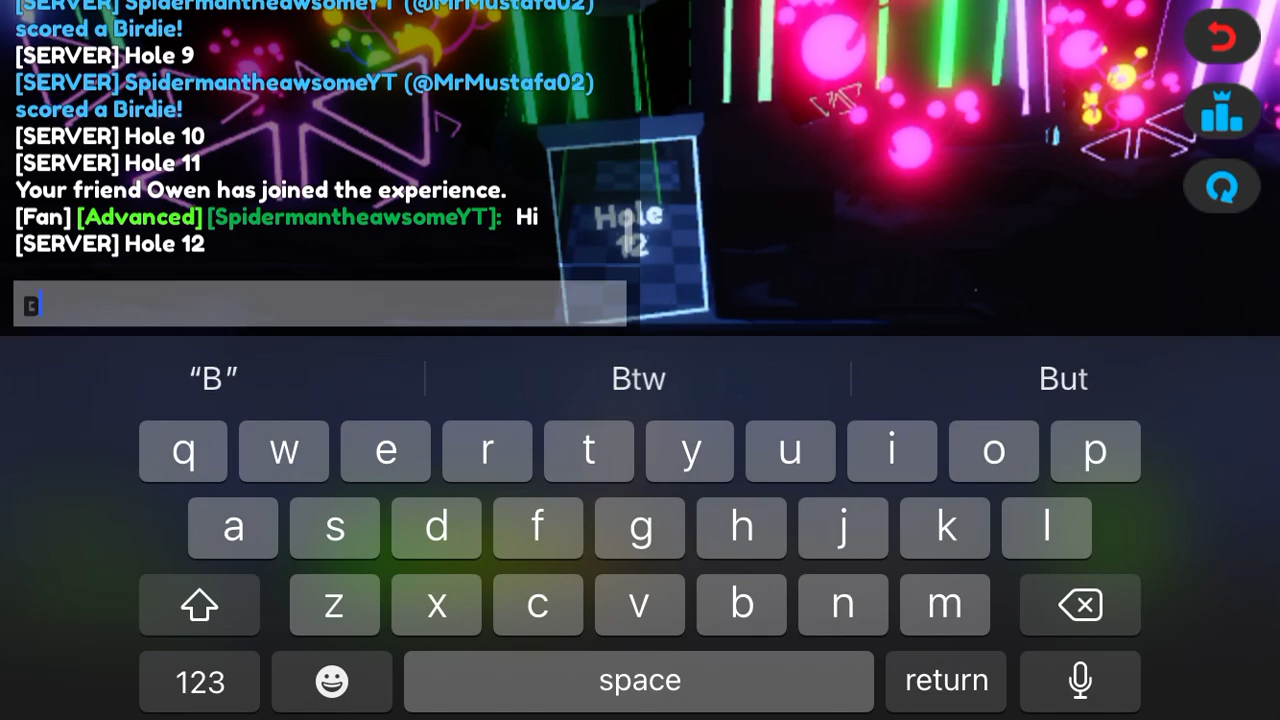 [SERVER] SpidermantheawsomeYT (@MrMustafa02)
scored a Birdie!
[SERVER] Hole 9
[SERVER] SpidermantheawsomeYT (@MrMustafa02)
scored a Birdie!
[SERVER] Hole 10
[SERVER] Hole 11
Your friend Owen has joined the experience.
[Fan] [Advanced] [SpidermantheawsomeYT]: Hi
[SERVER] Hole 12
Hole
12
B
“B” Btw But
q w e r t y u i o p
a s d f g h j k l
z x c v b n m
123 space return